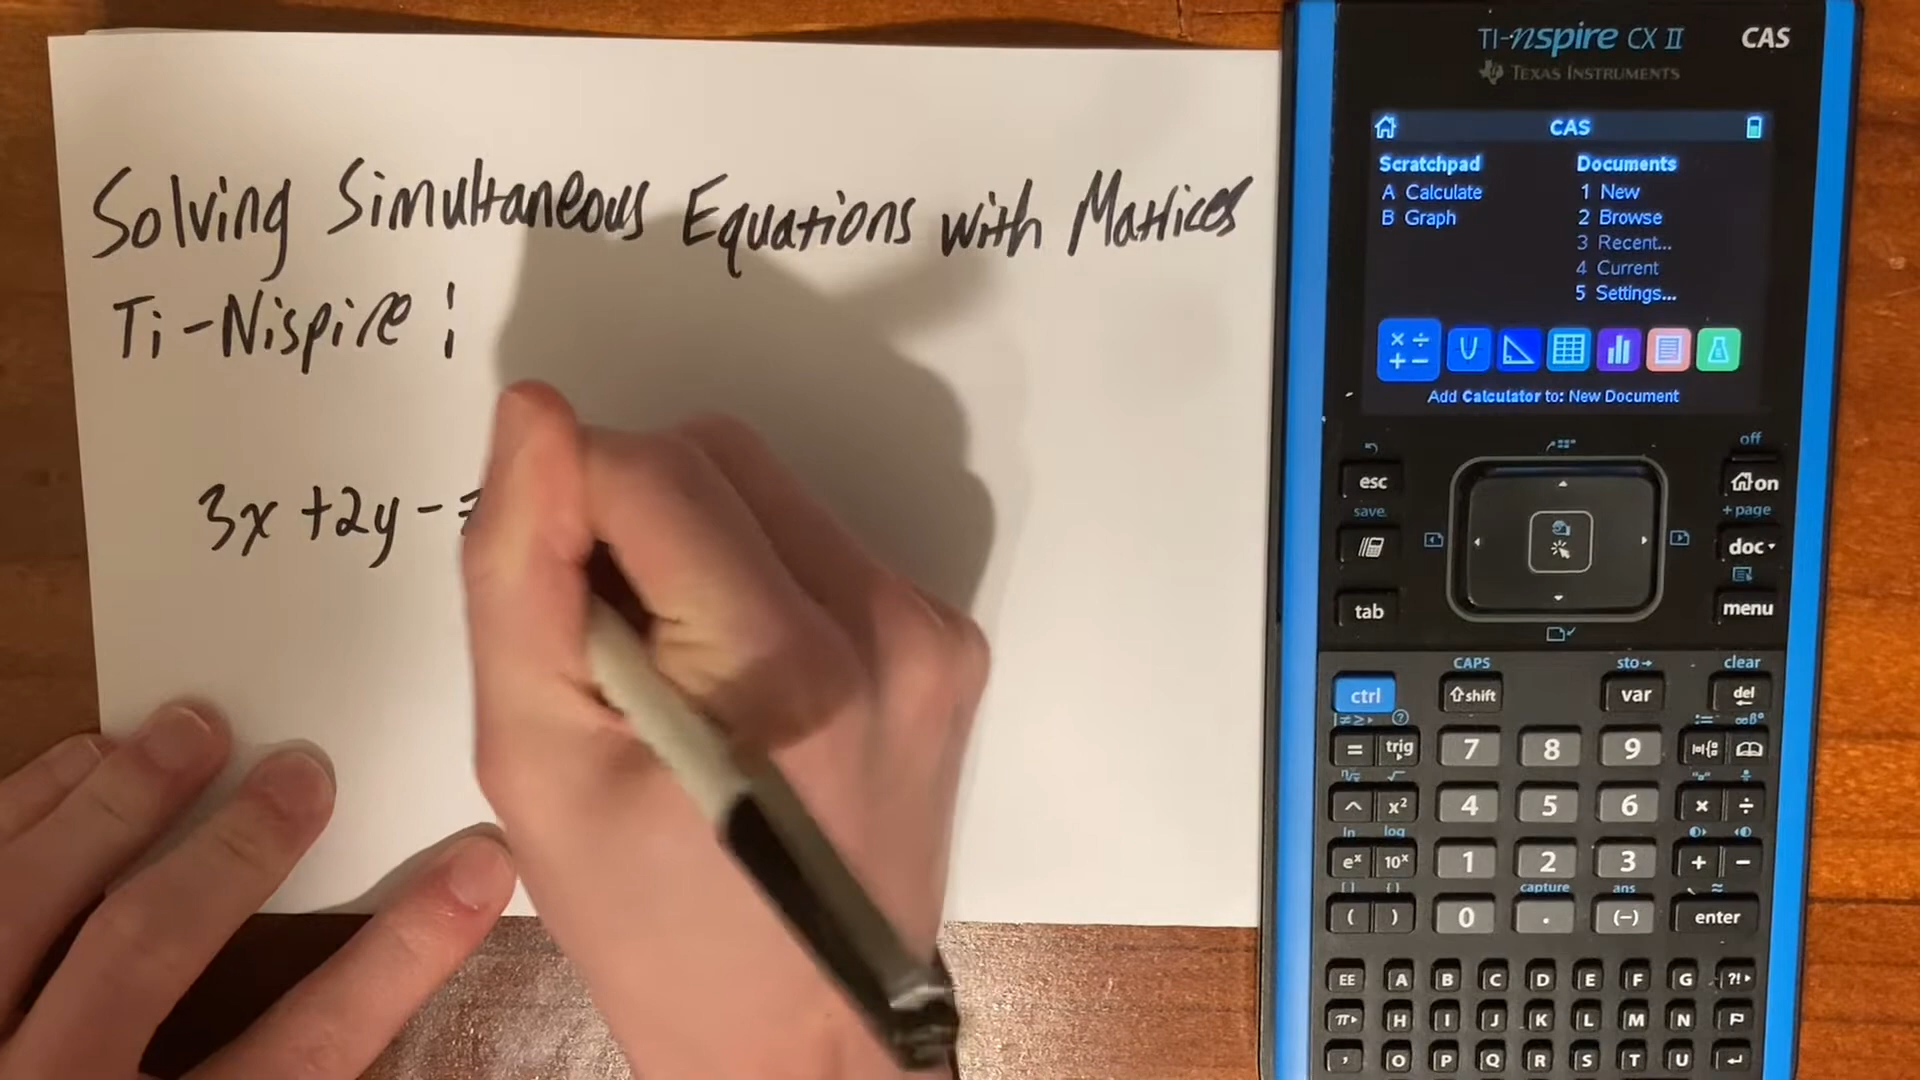 Solving Simultaneous Equations with Matrices
Ti-Nispire :
3x +2y -
TI-nspire CX II CAS
TEXAS INSTRUMENTS
CAS
Scratchpad
A Calculate
B Graph
Documents
1 New
2 Browse
3 Recent...
4 Current
5 Settings...
Add Calculator to: New Document
off
esc on
save +page
doc
tab menu
CAPS sto→ clear
ctrl shift var del
= trig 7 8 9
^ x² 4 5 6 × ÷
ln log
eˣ 10ˣ 1 2 3 + −
[ ] { } capture ans ≈
( ) 0 . (−) enter
EE A B C D E F G ?!
π H I J K L M N
, O P Q R S T U